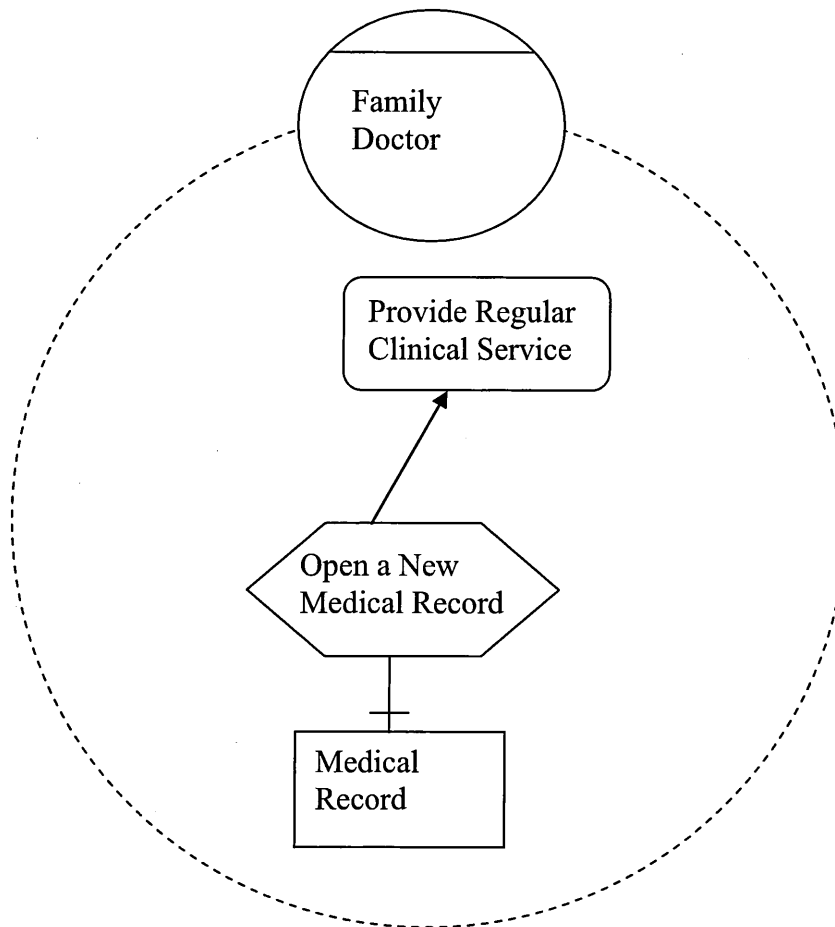 Family
Doctor
Provide Regular
Clinical Service
Open a New
Medical Record
Medical
Record